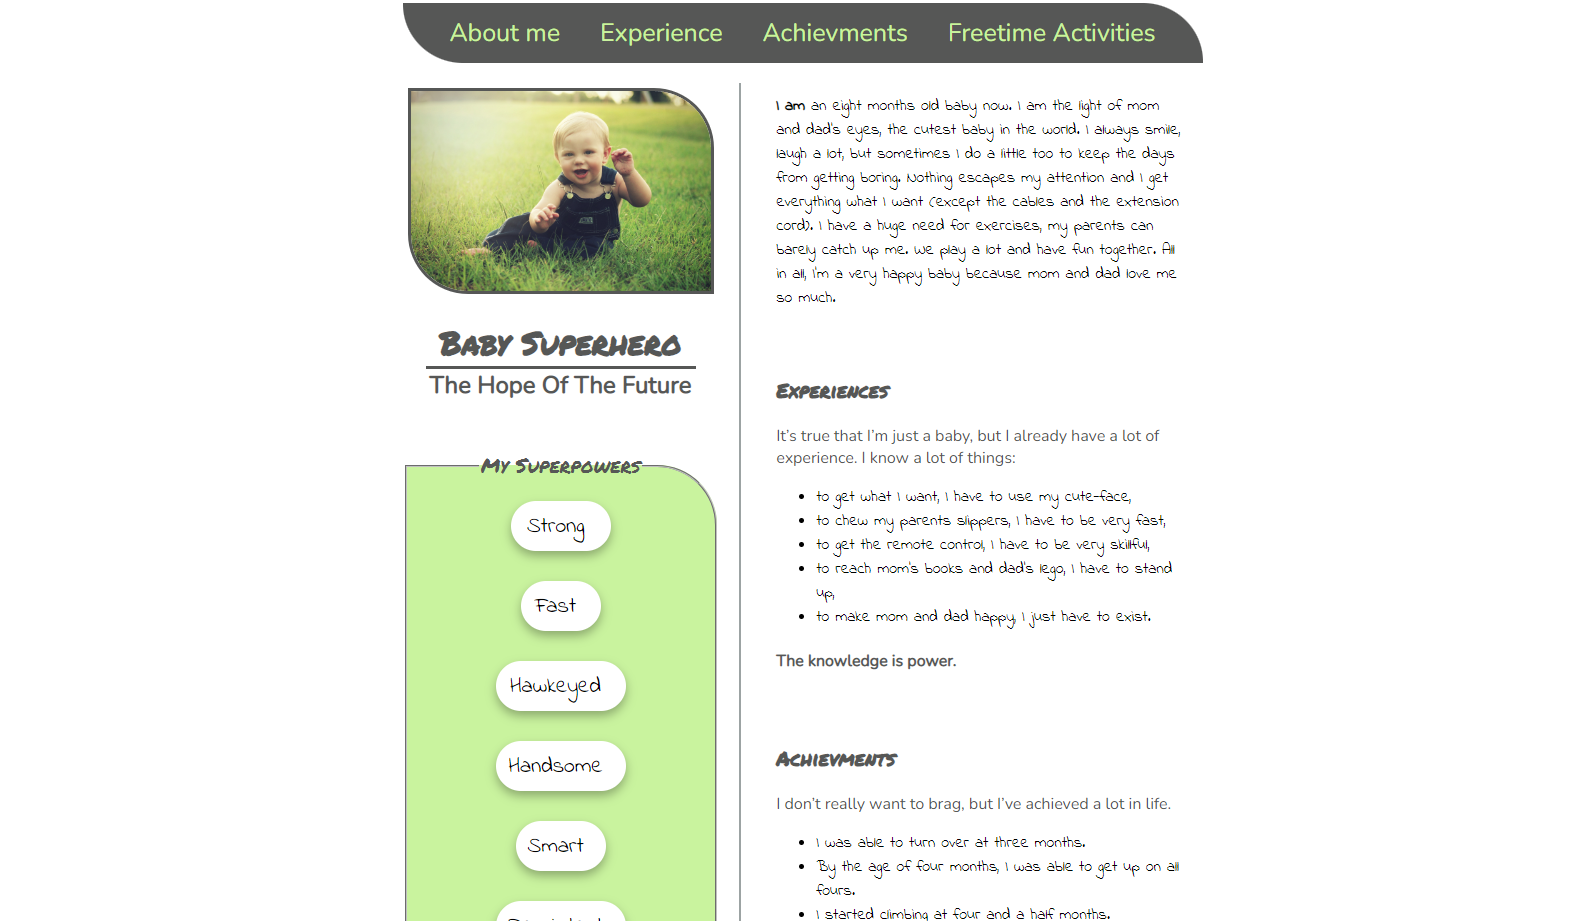 About me Experience Achievments Freetime Activities
Baby Superhero
The Hope Of The Future
My Superpowers
Strong
Fast
Hawkeyed
Handsome
Smart
I am an eight months old baby now. I am the light of mom
and dad's eyes, the cutest baby in the world. I always smile,
laugh a lot, but sometimes I do a little too to keep the days
from getting boring. Nothing escapes my attention and I get
everything what I want (except the cables and the extension
cord). I have a huge need for exercises, my parents can
barely catch up me. We play a lot and have fun together. All
in all, I'm a very happy baby because mom and dad love me
so much.
Experiences
It's true that I'm just a baby, but I already have a lot of
experience. I know a lot of things:
to get what I want, I have to use my cute-face,
to chew my parents slippers, I have to be very fast,
to get the remote control, I have to be very skillful,
to reach mom's books and dad's lego, I have to stand
up,
to make mom and dad happy, I just have to exist.
The knowledge is power.
Achievments
I don't really want to brag, but I've achieved a lot in life.
I was able to turn over at three months.
By the age of four months, I was able to get up on all
fours.
I started climbing at four and a half months.